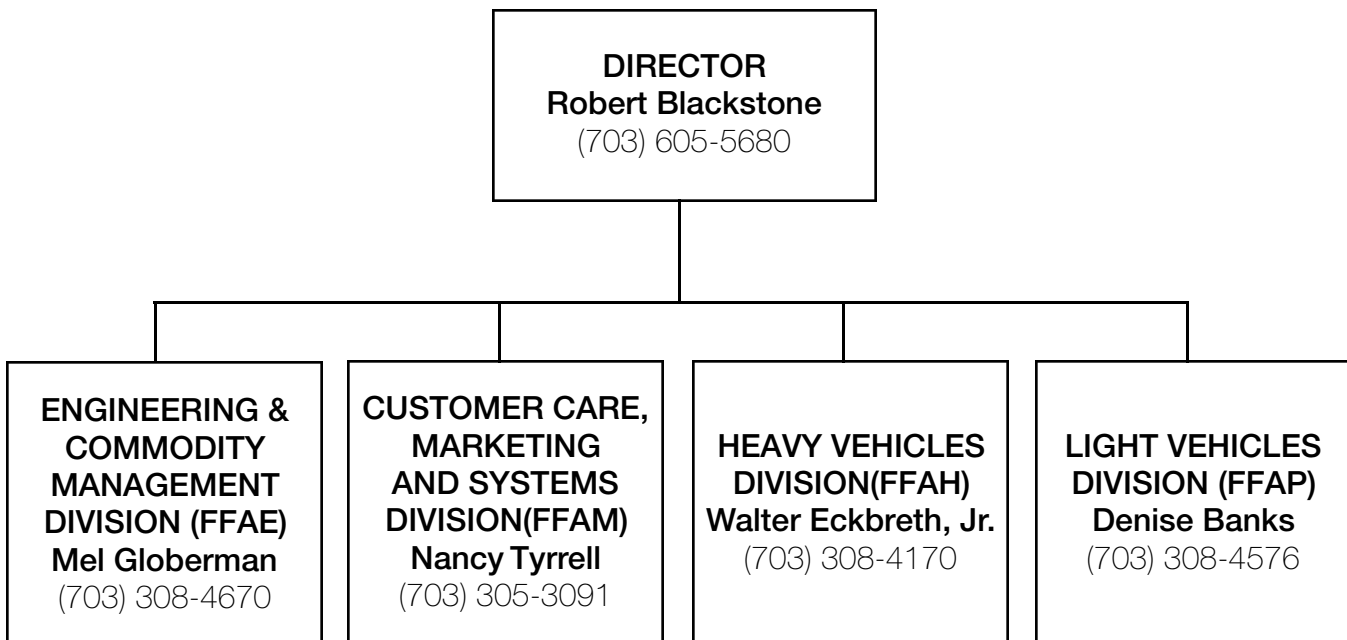 DIRECTOR
Robert Blackstone
(703) 605-5680
ENGINEERING &
COMMODITY
MANAGEMENT
DIVISION (FFAE)
Mel Globerman
(703) 308-4670
CUSTOMER CARE,
MARKETING
AND SYSTEMS
DIVISION(FFAM)
Nancy Tyrrell
(703) 305-3091
HEAVY VEHICLES
DIVISION(FFAH)
Walter Eckbreth, Jr.
(703) 308-4170
LIGHT VEHICLES
DIVISION (FFAP)
Denise Banks
(703) 308-4576